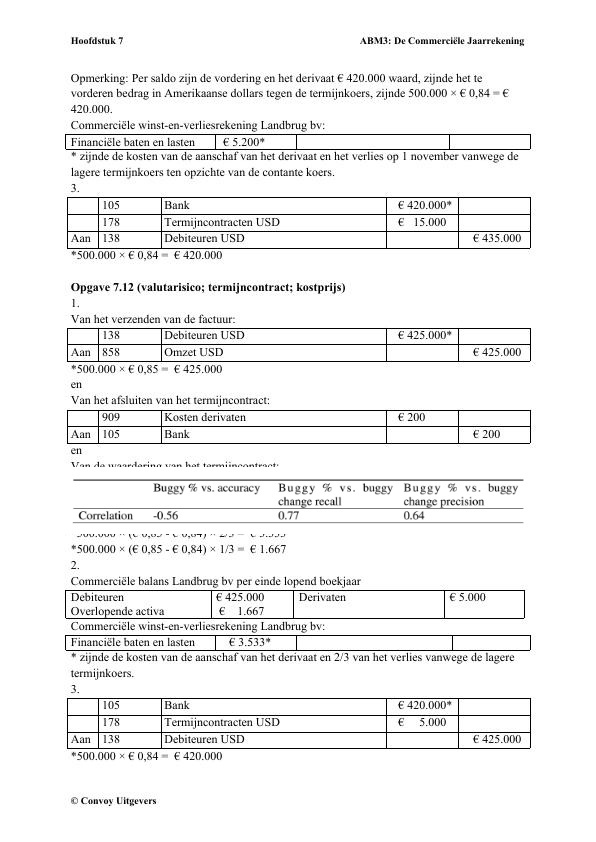 Hoofdstuk 7 ABM3: De Commerciële Jaarrekening
Opmerking: Per saldo zijn de vordering en het derivaat € 420.000 waard, zijnde het te
vorderen bedrag in Amerikaanse dollars tegen de termijnkoers, zijnde 500.000 × € 0,84 = €
420.000.
Commerciële winst-en-verliesrekening Landbrug bv:
Financiële baten en lasten € 5.200*
* zijnde de kosten van de aanschaf van het derivaat en het verlies op 1 november vanwege de
lagere termijnkoers ten opzichte van de contante koers.
3.
105 Bank € 420.000*
178 Termijncontracten USD € 15.000
Aan 138 Debiteuren USD € 435.000
*500.000 × € 0,84 = € 420.000
Opgave 7.12 (valutarisico; termijncontract; kostprijs)
1.
Van het verzenden van de factuur:
138 Debiteuren USD € 425.000*
Aan 858 Omzet USD € 425.000
*500.000 × € 0,85 = € 425.000
en
Van het afsluiten van het termijncontract:
909 Kosten derivaten € 200
Aan 105 Bank € 200
en
Van de waardering van het termijncontract:
Buggy % vs. accuracy Buggy % vs. buggy Buggy % vs. buggy
change recall change precision
Correlation -0.56 0.77 0.64
*500.000 × (€ 0,85 - € 0,84) × 2/3 = € 3.333
*500.000 × (€ 0,85 - € 0,84) × 1/3 = € 1.667
2.
Commerciële balans Landbrug bv per einde lopend boekjaar
Debiteuren € 425.000 Derivaten € 5.000
Overlopende activa € 1.667
Commerciële winst-en-verliesrekening Landbrug bv:
Financiële baten en lasten € 3.533*
* zijnde de kosten van de aanschaf van het derivaat en 2/3 van het verlies vanwege de lagere
termijnkoers.
3.
105 Bank € 420.000*
178 Termijncontracten USD € 5.000
Aan 138 Debiteuren USD € 425.000
*500.000 × € 0,84 = € 420.000
© Convoy Uitgevers